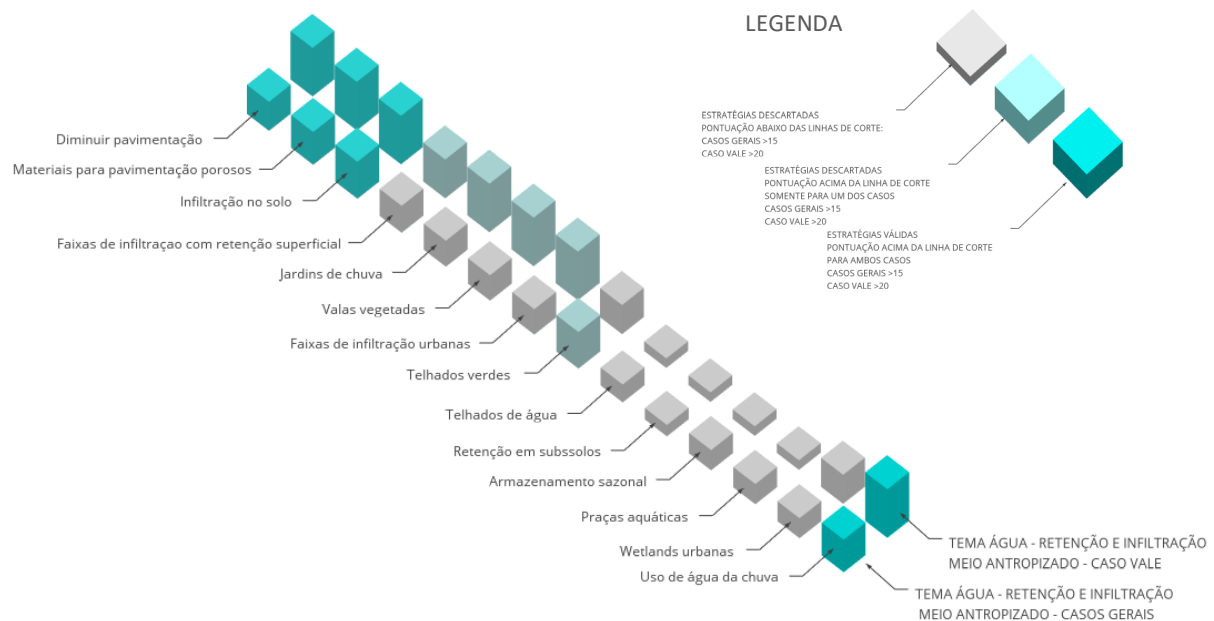 LEGENDA
ESTRATÉGIAS DESCARTADAS
PONTUAÇÃO ABAIXO DAS LINHAS DE CORTE:
CASOS GERAIS >15
CASO VALE >20
ESTRATÉGIAS DESCARTADAS
PONTUAÇÃO ACIMA DA LINHA DE CORTE
SOMENTE PARA UM DOS CASOS
CASOS GERAIS >15
CASO VALE >20
ESTRATÉGIAS VÁLIDAS
PONTUAÇÃO ACIMA DA LINHA DE CORTE
PARA AMBOS CASOS
CASOS GERAIS >15
CASO VALE >20
Diminuir pavimentação
Materiais para pavimentação porosos
Infiltração no solo
Faixas de infiltraçao com retenção superficial
Jardins de chuva
Valas vegetadas
Faixas de infiltração urbanas
Telhados verdes
Telhados de água
Retenção em subssolos
Armazenamento sazonal
Praças aquáticas
Wetlands urbanas
Uso de água da chuva
TEMA ÁGUA - RETENÇÃO E INFILTRAÇÃO
MEIO ANTROPIZADO - CASO VALE
TEMA ÁGUA - RETENÇÃO E INFILTRAÇÃO
MEIO ANTROPIZADO - CASOS GERAIS